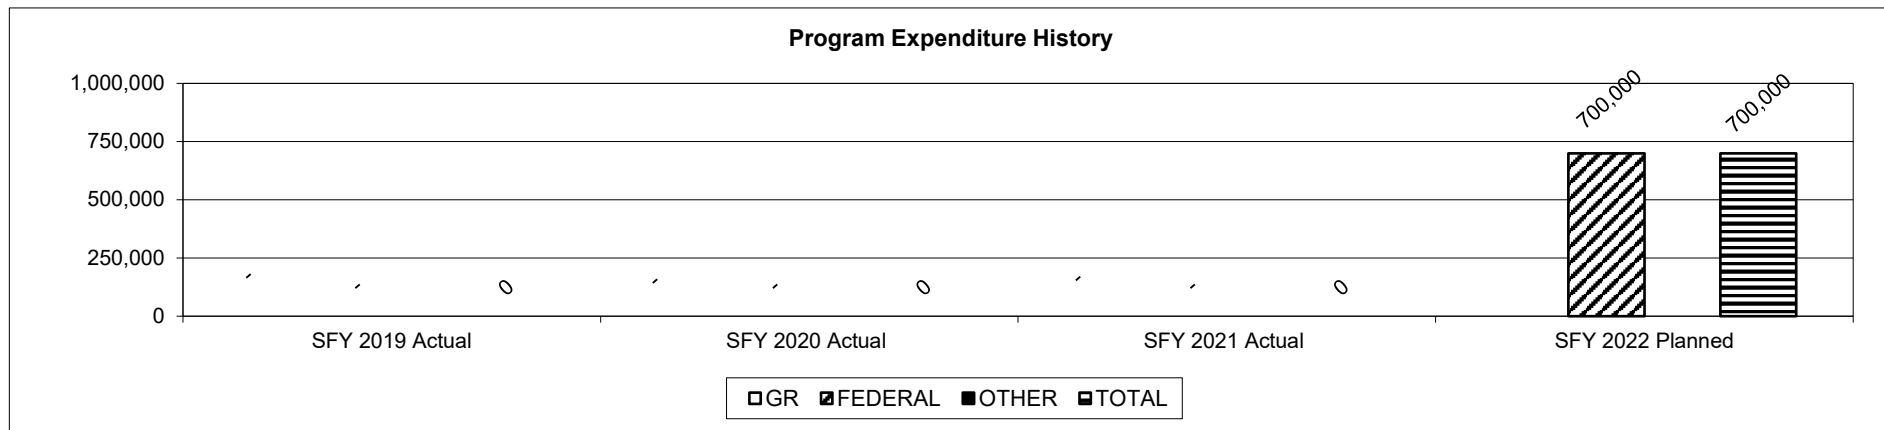 Program Expenditure History
1,000,000
750,000
500,000
250,000
0
700,000
700,000
-
-
0
-
-
0
-
-
0
SFY 2019 Actual
SFY 2020 Actual
SFY 2021 Actual
SFY 2022 Planned
GR FEDERAL OTHER TOTAL